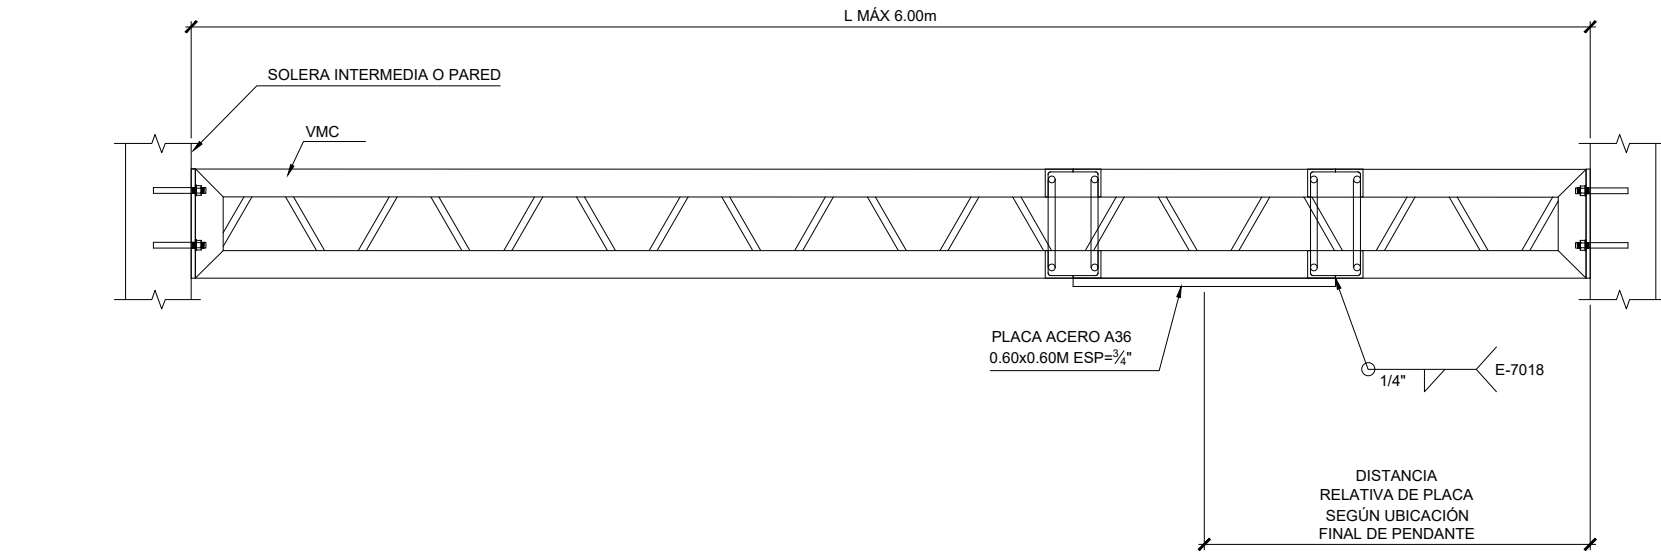 L MÁX 6.00m
SOLERA INTERMEDIA O PARED
VMC
PLACA ACERO A36
0.60x0.60M ESP=¾"
1/4"
E-7018
DISTANCIA
RELATIVA DE PLACA
SEGÚN UBICACIÓN
FINAL DE PENDANTE